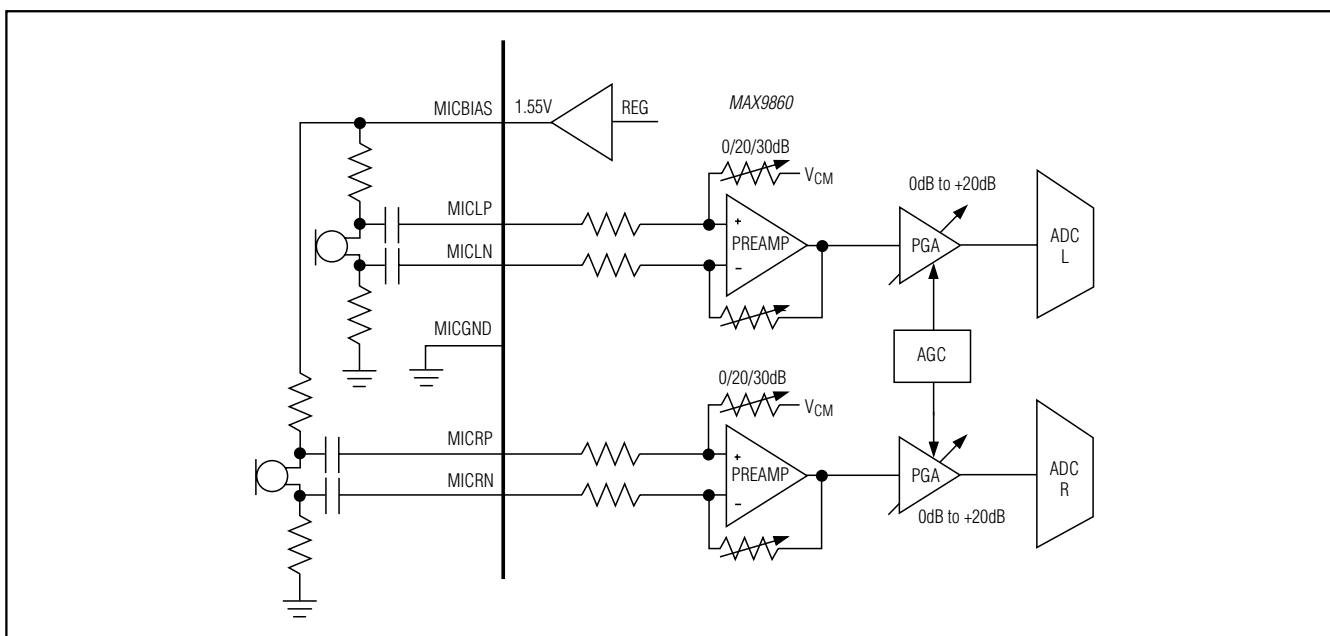 MICBIAS
1.55V
REG
MAX9860
0/20/30dB
VCM
0dB to +20dB
MICLP
+
PREAMP
−
MICLN
PGA
ADC
L
MICGND
AGC
0/20/30dB
VCM
MICRP
+
PREAMP
−
MICRN
PGA
0dB to +20dB
ADC
R